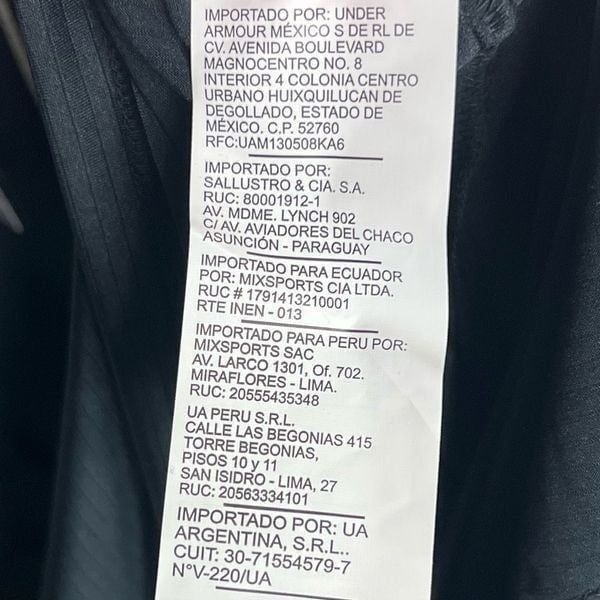 IMPORTADO POR: UNDER
ARMOUR MÉXICO S DE RL DE
CV. AVENIDA BOULEVARD
MAGNOCENTRO NO. 8
INTERIOR 4 COLONIA CENTRO
URBANO HUIXQUILUCAN DE
DEGOLLADO, ESTADO DE
MÉXICO. C.P. 52760
RFC:UAM130508KA6
IMPORTADO POR:
SALLUSTRO & CIA. S.A.
RUC: 80001912-1
AV. MDME. LYNCH 902
C/ AV. AVIADORES DEL CHACO
ASUNCIÓN - PARAGUAY
IMPORTADO PARA ECUADOR
POR: MIXSPORTS CIA LTDA.
RUC # 1791413210001
RTE INEN - 013
IMPORTADO PARA PERU POR:
MIXSPORTS SAC
AV. LARCO 1301, Of. 702.
MIRAFLORES - LIMA.
RUC: 20555435348
UA PERU S.R.L.
CALLE LAS BEGONIAS 415
TORRE BEGONIAS,
PISOS 10 y 11
SAN ISIDRO - LIMA, 27
RUC: 20563334101
IMPORTADO POR: UA
ARGENTINA, S.R.L..
CUIT: 30-71554579-7
N°V-220/UA